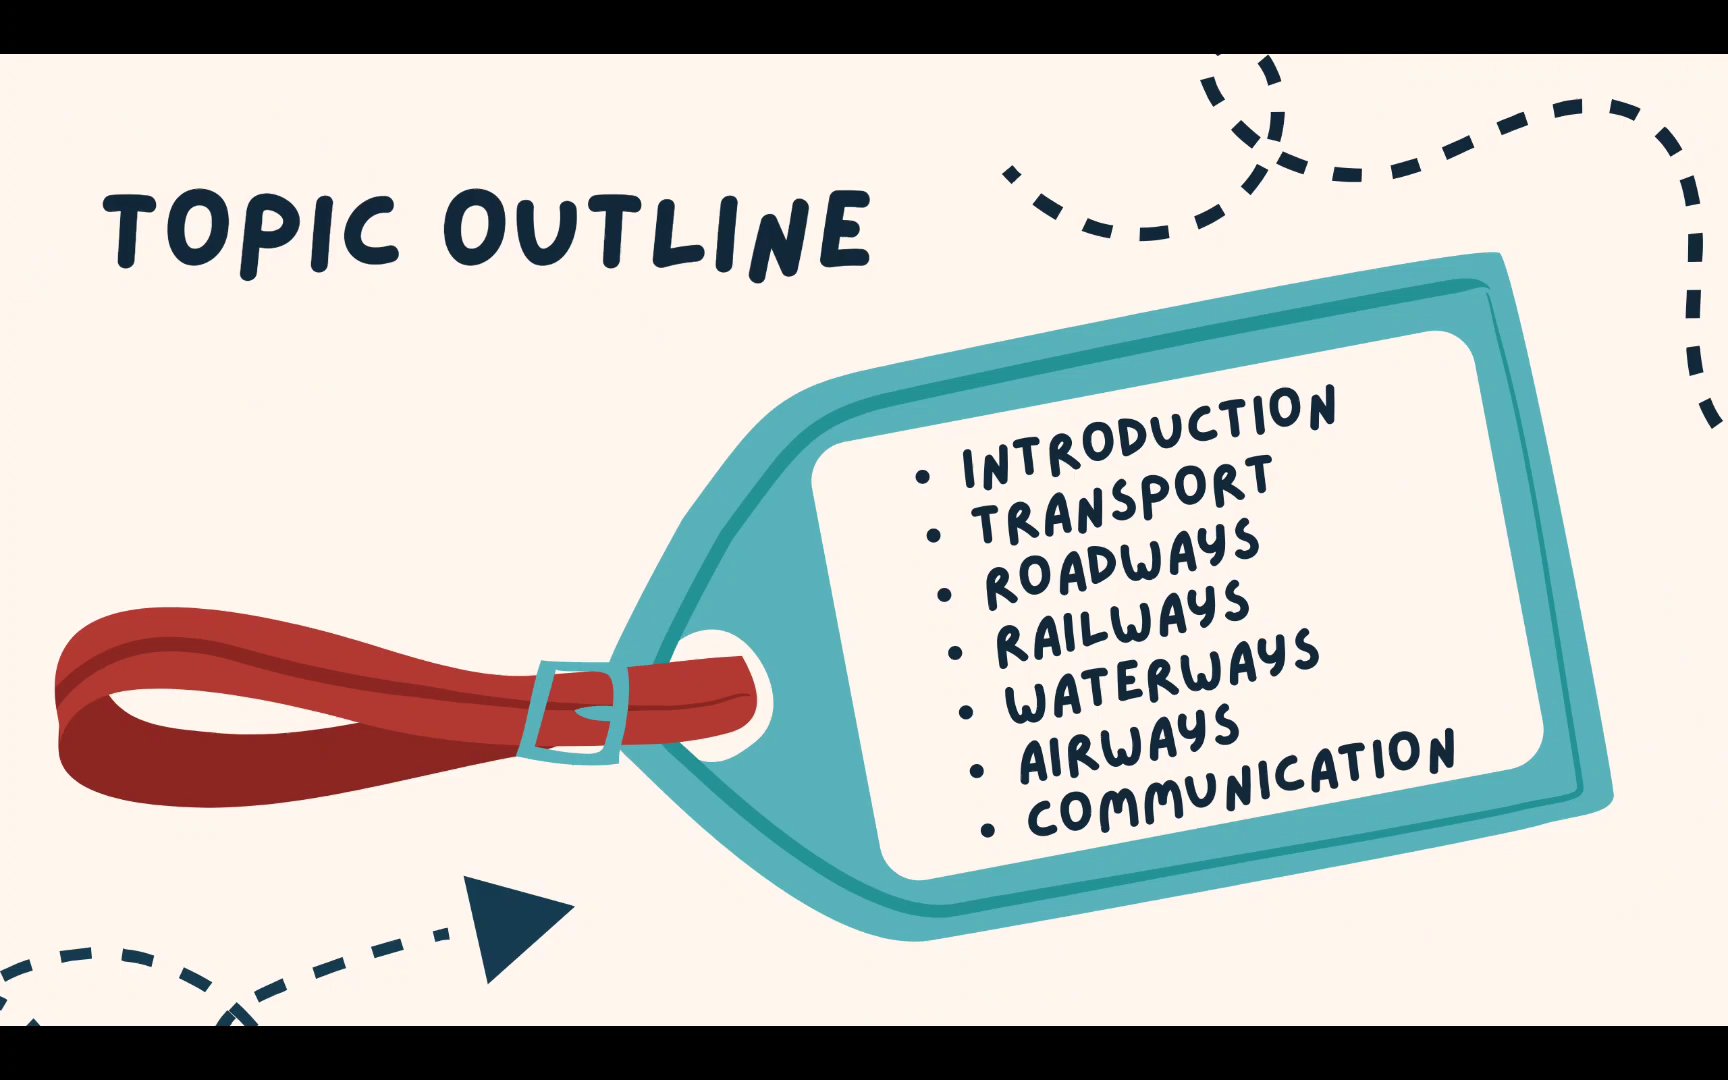 TOPIC OUTLINE
• INTRODUCTION
• TRANSPORT
• ROADWAYS
• RAILWAYS
• WATERWAYS
• AIRWAYS
• COMMUNICATION